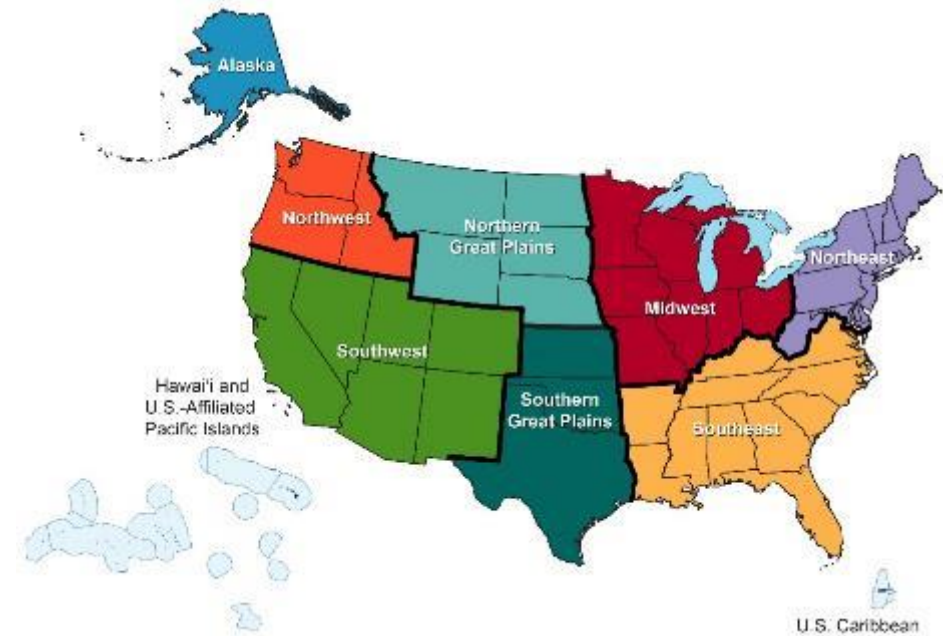 Alaska
Northwest
Northern
Great Plains
Northeast
Midwest
Southwest
Hawai'i and
U.S.-Affiliated
Pacific Islands
Southern
Great Plains
Southeast
U.S. Caribbean